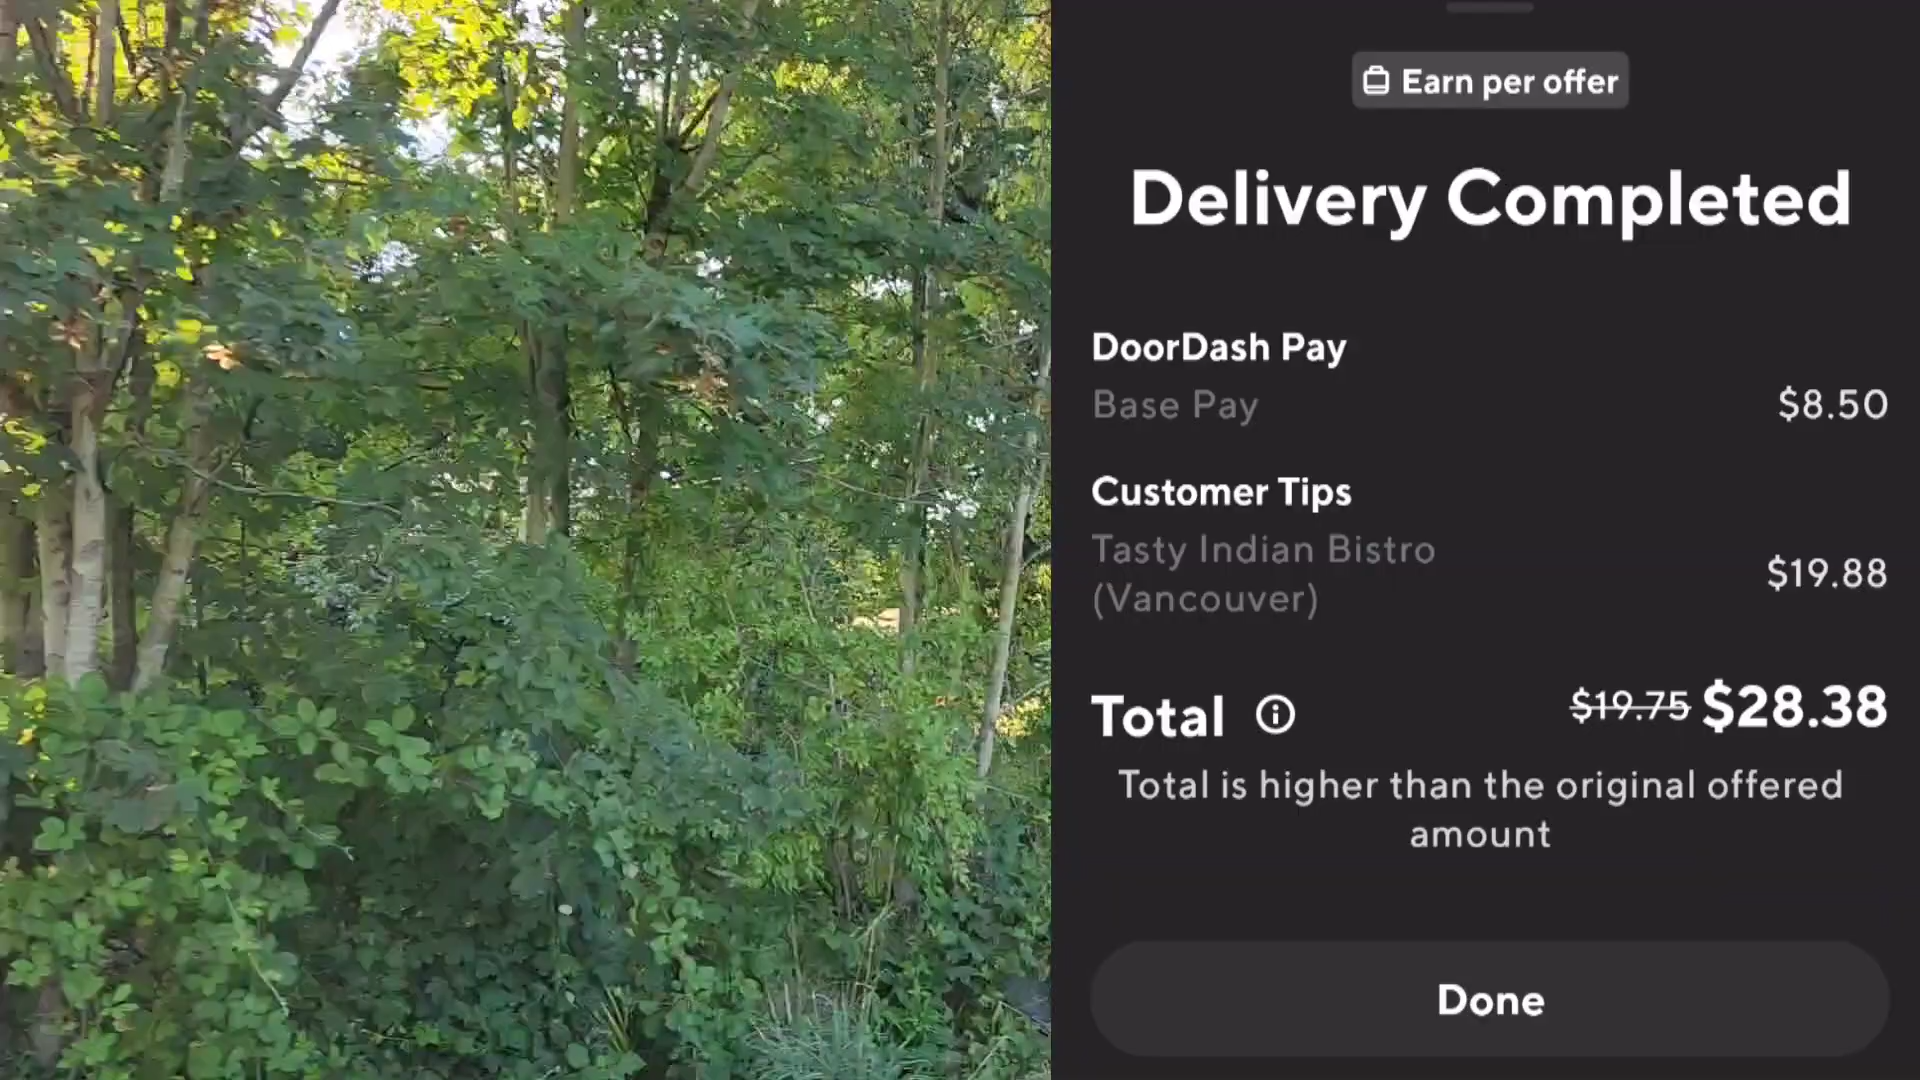 Earn per offer
Delivery Completed
DoorDash Pay
Base Pay $8.50
Customer Tips
Tasty Indian Bistro
(Vancouver) $19.88
Total $19.75 $28.38
Total is higher than the original offered
amount
Done